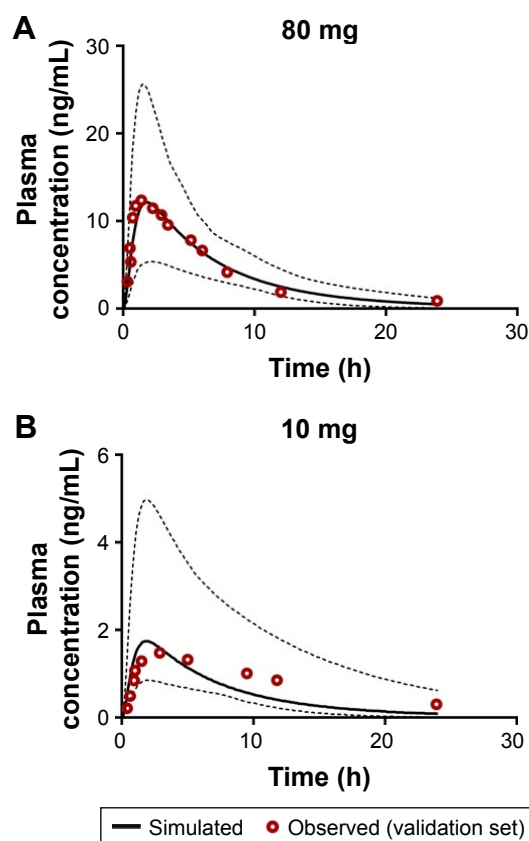 A
80 mg
Plasma
concentration (ng/mL)
30
20
10
0
0
10
20
30
Time (h)
B
10 mg
Plasma
concentration (ng/mL)
6
4
2
0
0
10
20
30
Time (h)
Simulated
Observed (validation set)